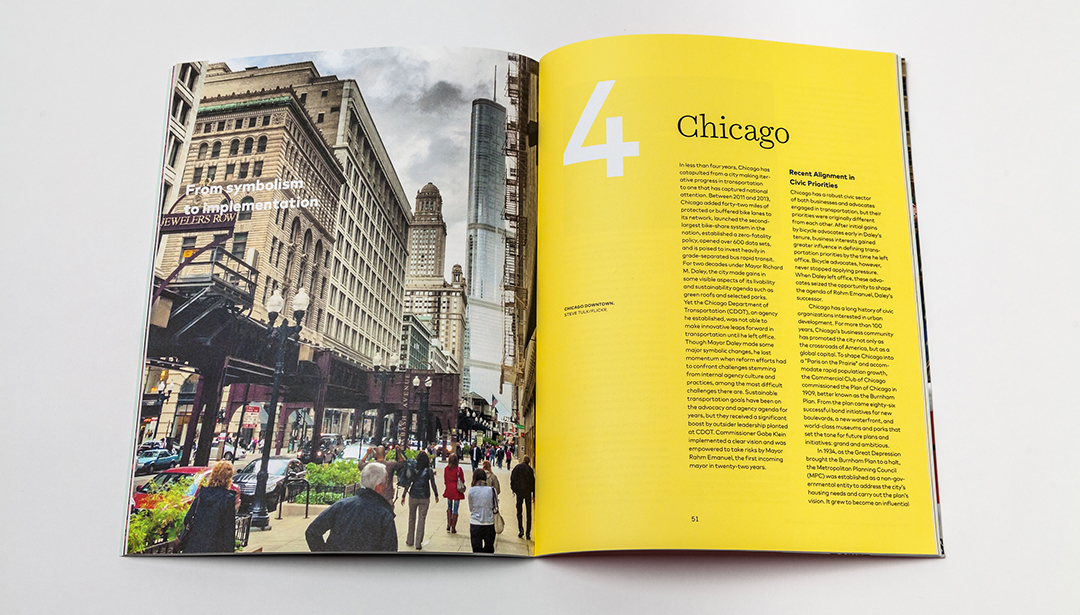 From symbolism
to implementation
JEWELERS ROW
4
Chicago
CHICAGO DOWNTOWN.
STEVE TULK/FLICKR.
In less than four years, Chicago has
catapulted from a city making iter-
ative progress in transportation
to one that has captured national
attention. Between 2011 and 2013,
Chicago added forty-two miles of
protected or buffered bike lanes to
its network, launched the second-
largest bike-share system in the
nation, established a zero-fatality
policy, opened over 600 data sets,
and is poised to invest heavily in
grade-separated bus rapid transit.
For two decades under Mayor Richard
M. Daley, the city made gains in
some visible aspects of its livability
and sustainability agenda such as
green roofs and selected parks.
Yet the Chicago Department of
Transportation (CDOT), an agency
he established, was not able to
make innovative leaps forward in
transportation until he left office.
Though Mayor Daley made some
major symbolic changes, he lost
momentum when reform efforts had
to confront challenges stemming
from internal agency culture and
practices, among the most difficult
challenges there are. Sustainable
transportation goals have been on
the advocacy and agency agenda for
years, but they received a significant
boost by outsider leadership planted
at CDOT. Commissioner Gabe Klein
implemented a clear vision and was
empowered to take risks by Mayor
Rahm Emanuel, the first incoming
mayor in twenty-two years.
Recent Alignment in
Civic Priorities
Chicago has a robust civic sector
of both businesses and advocates
engaged in transportation, but their
priorities were originally different
from each other. After initial gains
by bicycle advocates early in Daley's
tenure, business interests gained
greater influence in defining trans-
portation priorities by the time he left
office. Bicycle advocates, however,
never stopped applying pressure.
When Daley left office, these advo-
cates seized the opportunity to shape
the agenda of Rahm Emanuel, Daley's
successor.
Chicago has a long history of civic
organizations interested in urban
development. For more than 100
years, Chicago's business community
has promoted the city not only as
the crossroads of America, but as a
global capital. To shape Chicago into
a "Paris on the Prairie" and accom-
modate rapid population growth,
the Commercial Club of Chicago
commissioned the Plan of Chicago in
1909, better known as the Burnham
Plan. From the plan came eighty-six
successful bond initiatives for new
boulevards, a new waterfront, and
world-class museums and parks that
set the tone for future plans and
initiatives: grand and ambitious.
In 1934, as the Great Depression
brought the Burnham Plan to a halt,
the Metropolitan Planning Council
(MPC) was established as a non-gov-
ernmental entity to address the city's
housing needs and carry out the plan's
vision. It grew to become an influential
51